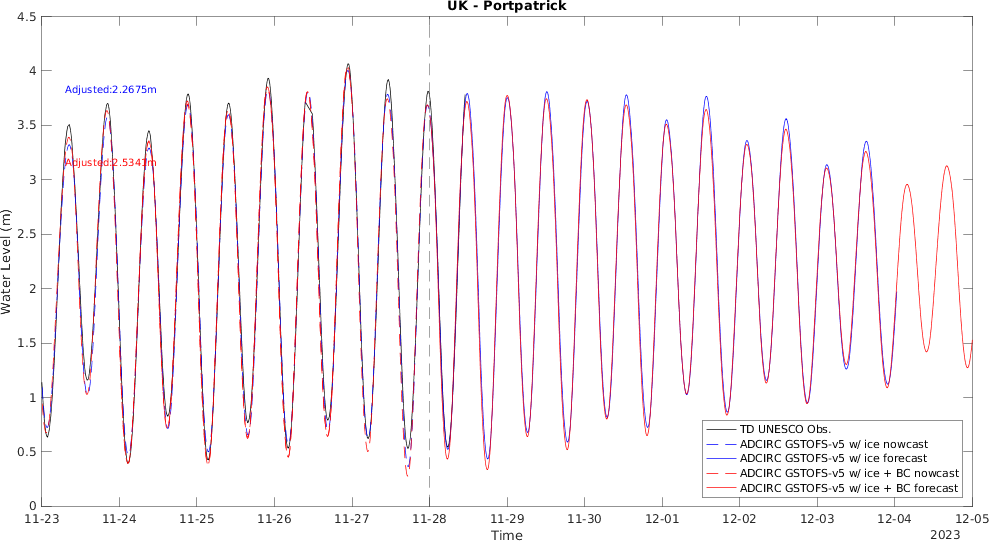 UK - Portpatrick
4.5
4
3.5
3
2.5
2
1.5
1
0.5
0
Water Level (m)
Adjusted:2.2675m
Adjusted:2.5341m
TD UNESCO Obs.
ADCIRC GSTOFS-v5 w/ ice nowcast
ADCIRC GSTOFS-v5 w/ ice forecast
ADCIRC GSTOFS-v5 w/ ice + BC nowcast
ADCIRC GSTOFS-v5 w/ ice + BC forecast
11-23 11-24 11-25 11-26 11-27 11-28 11-29 11-30 12-01 12-02 12-03 12-04 12-05
Time
2023